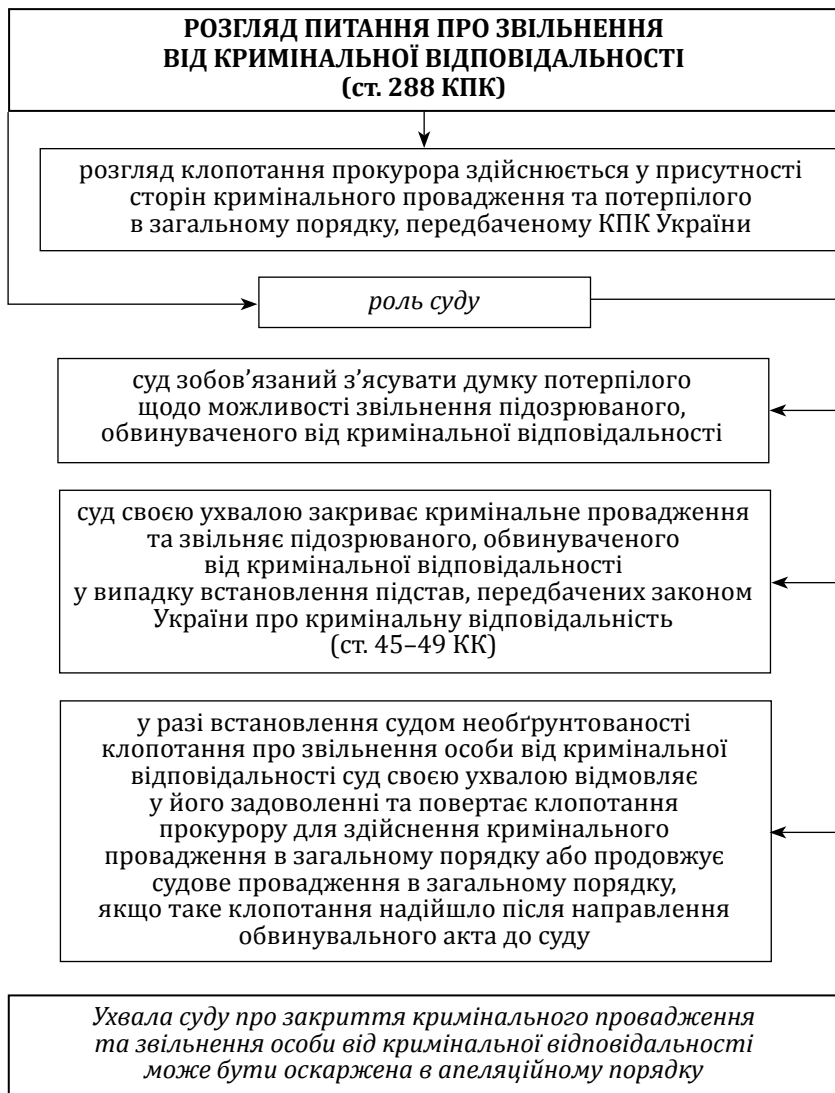 РОЗГЛЯД ПИТАННЯ ПРО ЗВІЛЬНЕННЯ
ВІД КРИМІНАЛЬНОЇ ВІДПОВІДАЛЬНОСТІ
(ст. 288 КПК)
розгляд клопотання прокурора здійснюється у присутності
сторін кримінального провадження та потерпілого
в загальному порядку, передбаченому КПК України
роль суду
суд зобов’язаний з’ясувати думку потерпілого
щодо можливості звільнення підозрюваного,
обвинуваченого від кримінальної відповідальності
суд своєю ухвалою закриває кримінальне провадження
та звільняє підозрюваного, обвинуваченого
від кримінальної відповідальності
у випадку встановлення підстав, передбачених законом
України про кримінальну відповідальність
(ст. 45–49 КК)
у разі встановлення судом необґрунтованості
клопотання про звільнення особи від кримінальної
відповідальності суд своєю ухвалою відмовляє
у його задоволенні та повертає клопотання
прокурору для здійснення кримінального
провадження в загальному порядку або продовжує
судове провадження в загальному порядку,
якщо таке клопотання надійшло після направлення
обвинувального акта до суду
Ухвала суду про закриття кримінального провадження
та звільнення особи від кримінальної відповідальності
може бути оскаржена в апеляційному порядку